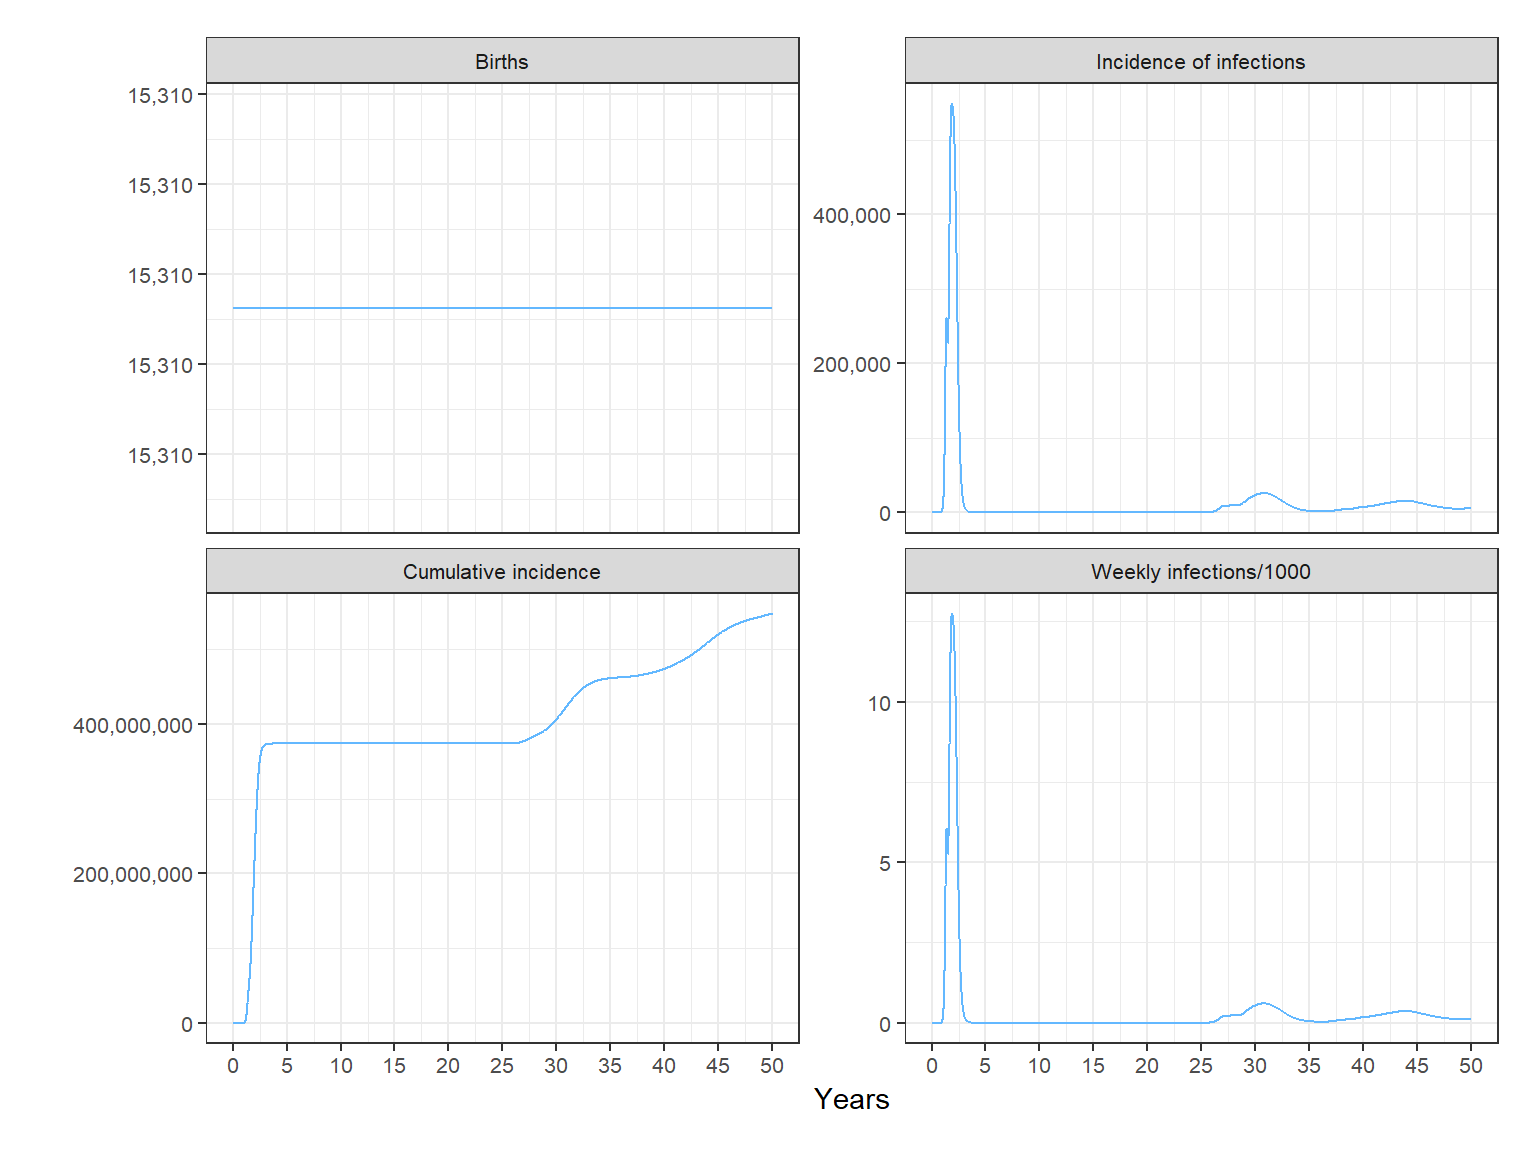 Births
15,310
15,310
15,310
15,310
15,310
Incidence of infections
400,000
200,000
0
Cumulative incidence
400,000,000
200,000,000
0
0 5 10 15 20 25 30 35 40 45 50
Weekly infections/1000
10
5
0
0 5 10 15 20 25 30 35 40 45 50
Years